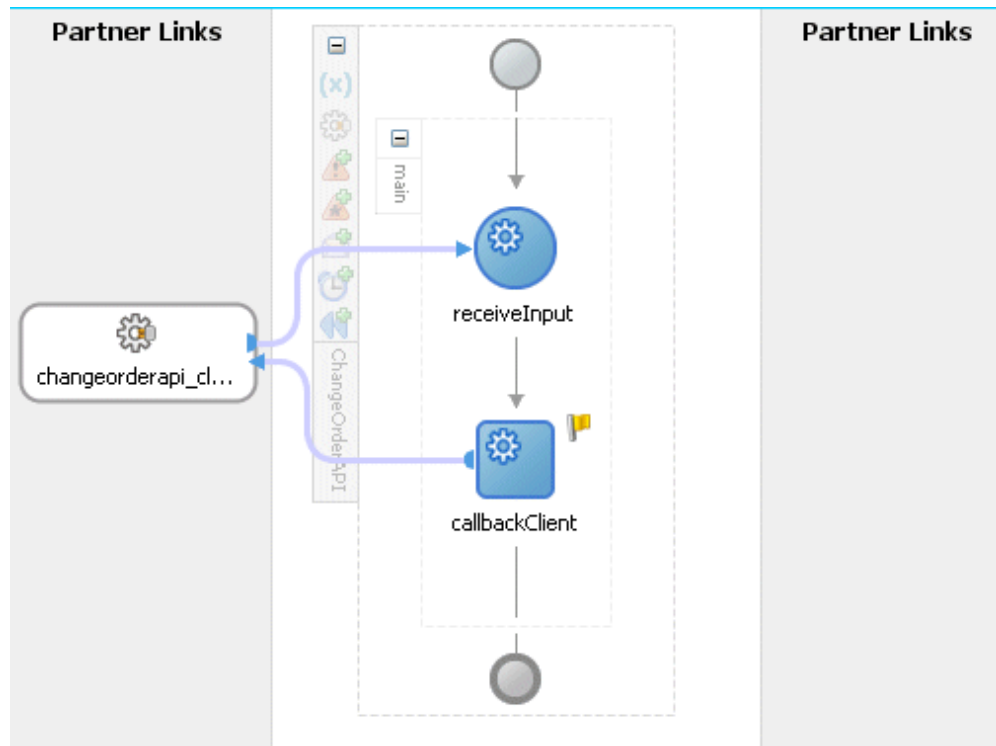 Partner Links
Partner Links
(x)
main
receiveInput
changeorderapi_cl...
ChangeOrderAPI
callbackClient